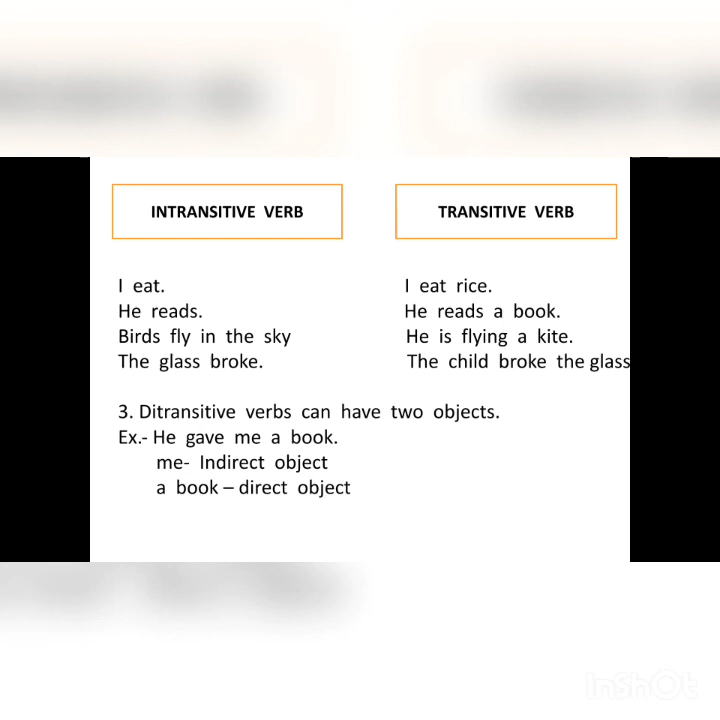 INTRANSITIVE VERB
TRANSITIVE VERB
I eat.
He reads.
Birds fly in the sky
The glass broke.
I eat rice.
He reads a book.
He is flying a kite.
The child broke the glass
3. Ditransitive verbs can have two objects.
Ex.- He gave me a book.
me- Indirect object
a book – direct object
InShOt